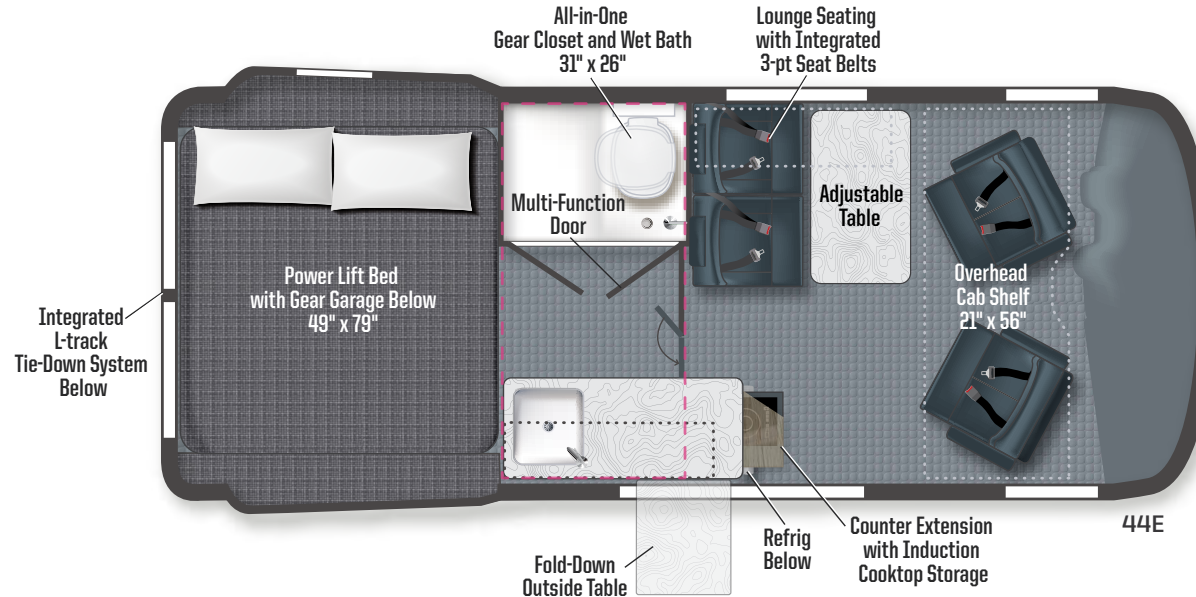 All-in-One
Gear Closet and Wet Bath
31" x 26"
Lounge Seating
with Integrated
3-pt Seat Belts
Multi-Function
Door
Adjustable
Table
Power Lift Bed
with Gear Garage Below
49" x 79"
Overhead
Cab Shelf
21" x 56"
Integrated
L-track
Tie-Down System
Below
44E
Refrig
Below
Counter Extension
with Induction
Cooktop Storage
Fold-Down
Outside Table